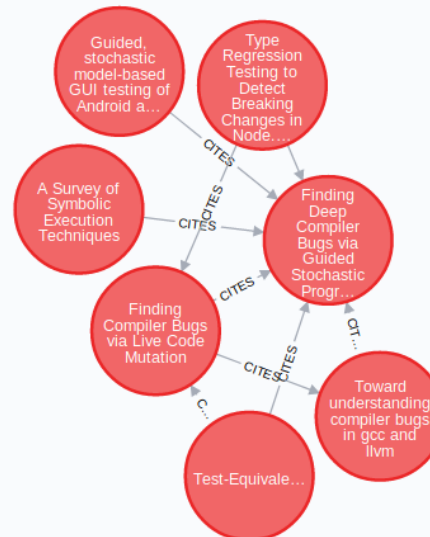 Guided,
stochastic
model-based
GUI testing of
Android a...
Type
Regression
Testing to
Detect
Breaking
Changes in
Node....
CITES
CITES
A Survey of
Symbolic
Execution
Techniques
CITES
Finding
Deep
Compiler
Bugs via
Guided
Stochastic
Progr...
CITES
Finding
Compiler Bugs
via Live Code
Mutation
CIT...
CITES
CITES
C...
Toward
understanding
compiler bugs
in gcc and
llvm
Test-Equivale...